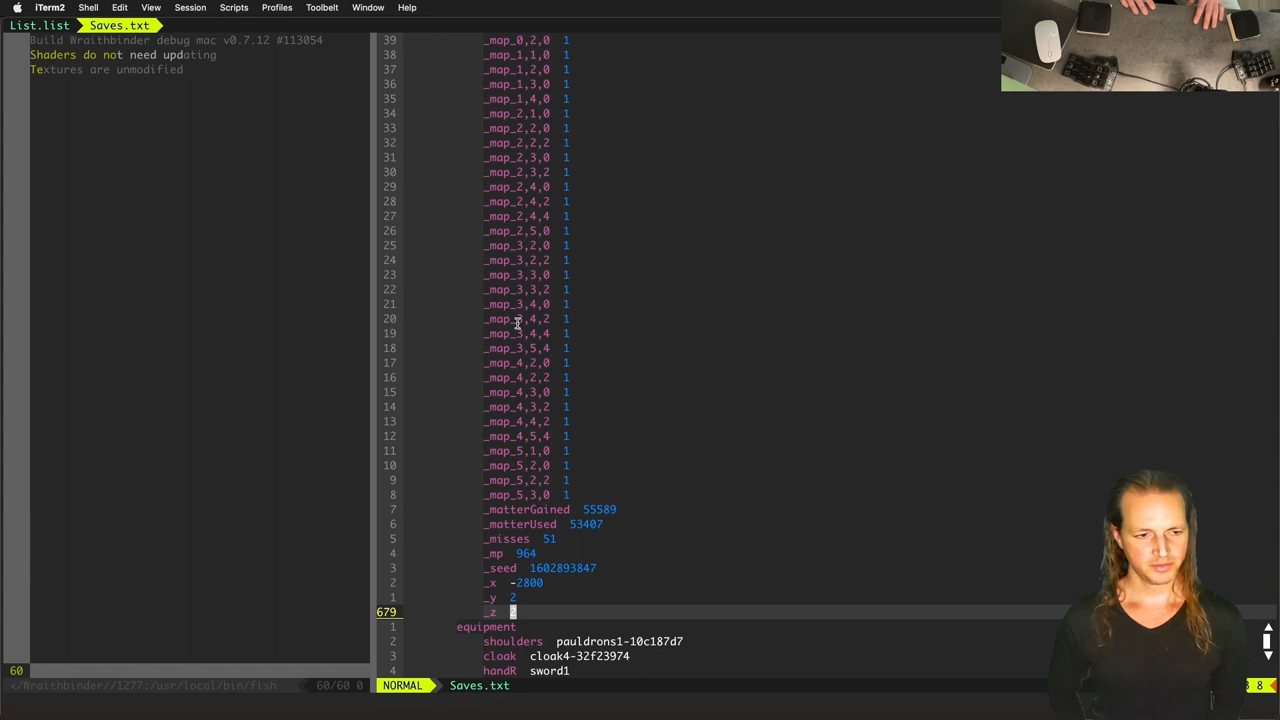 iTerm2 Shell Edit View Session Scripts Profiles Toolbelt Window Help
List.list Saves.txt
Build Wraithbinder debug mac v0.7.12 #113054
Shaders do not need updating
Textures are unmodified
60
</Wraithbinder//1277:/usr/local/bin/fish 60/60 0
39 _map_0,2,0 1
38 _map_1,1,0 1
37 _map_1,2,0 1
36 _map_1,3,0 1
35 _map_1,4,0 1
34 _map_2,1,0 1
33 _map_2,2,0 1
32 _map_2,2,2 1
31 _map_2,3,0 1
30 _map_2,3,2 1
29 _map_2,4,0 1
28 _map_2,4,2 1
27 _map_2,4,4 1
26 _map_2,5,0 1
25 _map_3,2,0 1
24 _map_3,2,2 1
23 _map_3,3,0 1
22 _map_3,3,2 1
21 _map_3,4,0 1
20 _map_3,4,2 1
19 _map_3,4,4 1
18 _map_3,5,4 1
17 _map_4,2,0 1
16 _map_4,2,2 1
15 _map_4,3,0 1
14 _map_4,3,2 1
13 _map_4,4,2 1
12 _map_4,5,4 1
11 _map_5,1,0 1
10 _map_5,2,0 1
9 _map_5,2,2 1
8 _map_5,3,0 1
7 _matterGained 55589
6 _matterUsed 53407
5 _misses 51
4 _mp 964
3 _seed 1602893847
2 _x -2800
1 _y 2
679 _z 2
1 equipment
2 shoulders pauldrons1-10c187d7
3 cloak cloak4-32f23974
4 handR sword1
NORMAL Saves.txt 8